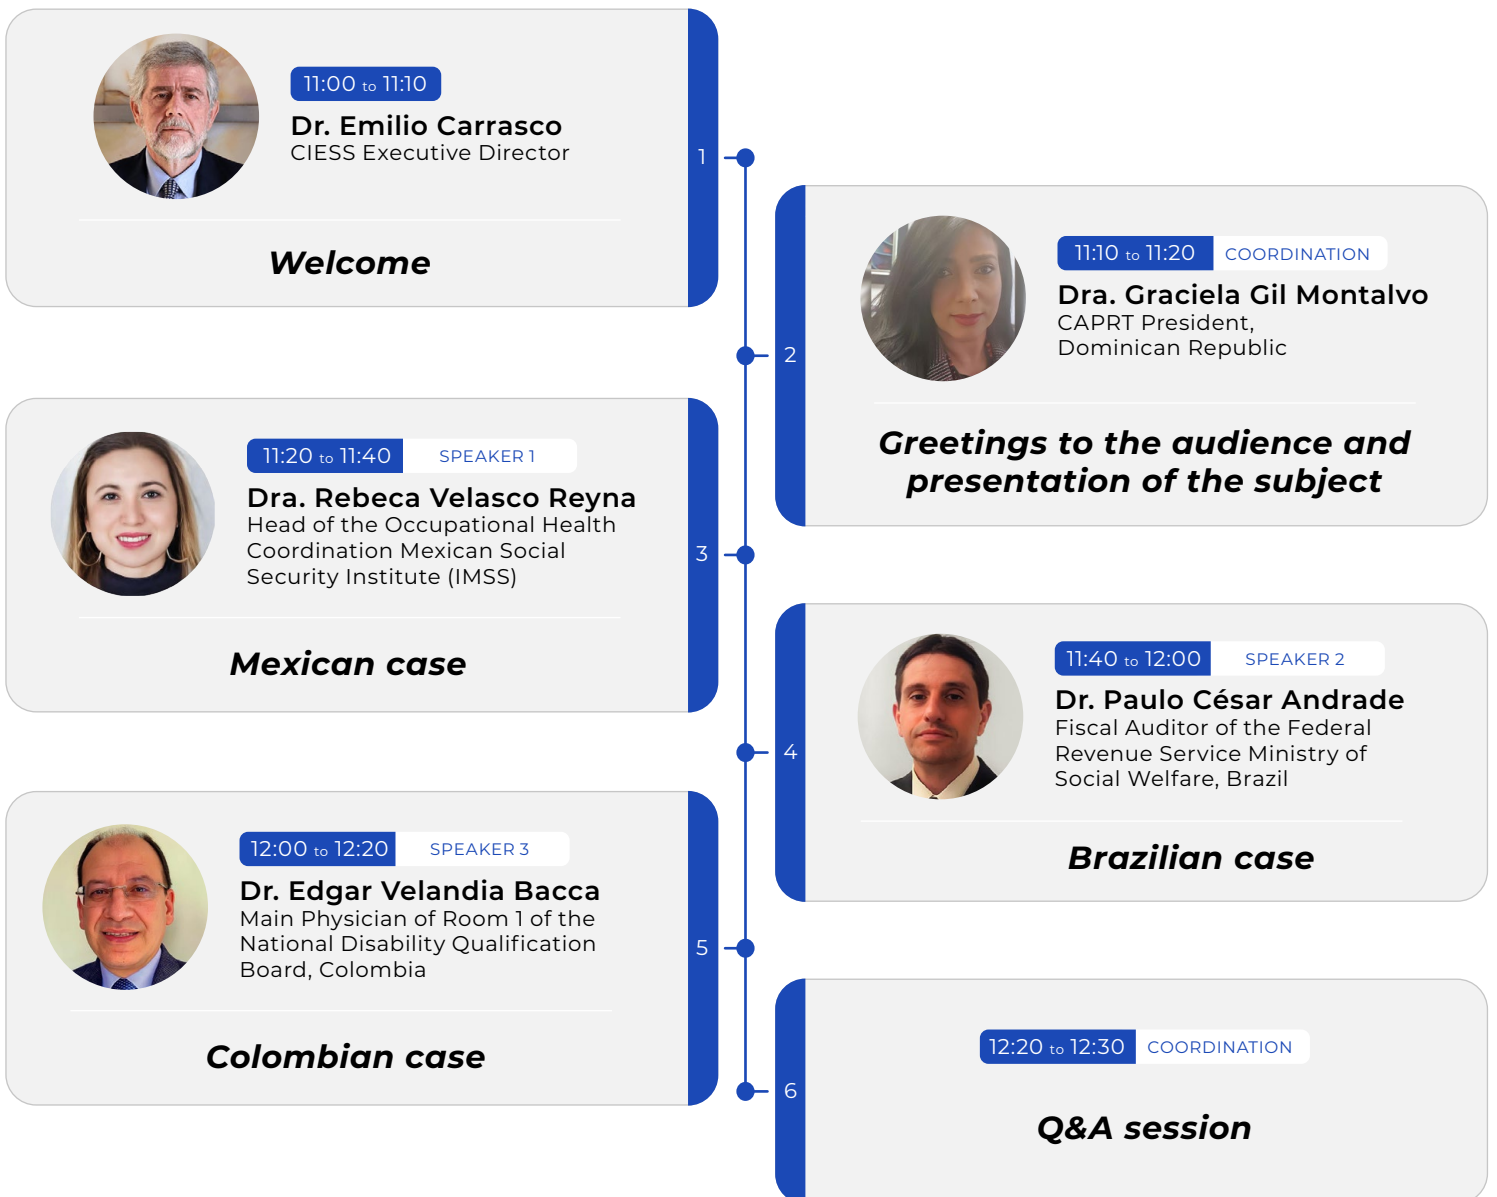 11:00 to 11:10
Dr. Emilio Carrasco
CIESS Executive Director
Welcome
1
11:10 to 11:20 COORDINATION
Dra. Graciela Gil Montalvo
CAPRT President,
Dominican Republic
Greetings to the audience and
presentation of the subject
2
11:20 to 11:40 SPEAKER 1
Dra. Rebeca Velasco Reyna
Head of the Occupational Health
Coordination Mexican Social
Security Institute (IMSS)
Mexican case
3
11:40 to 12:00 SPEAKER 2
Dr. Paulo César Andrade
Fiscal Auditor of the Federal
Revenue Service Ministry of
Social Welfare, Brazil
Brazilian case
4
12:00 to 12:20 SPEAKER 3
Dr. Edgar Velandia Bacca
Main Physician of Room 1 of the
National Disability Qualification
Board, Colombia
Colombian case
5
12:20 to 12:30 COORDINATION
Q&A session
6